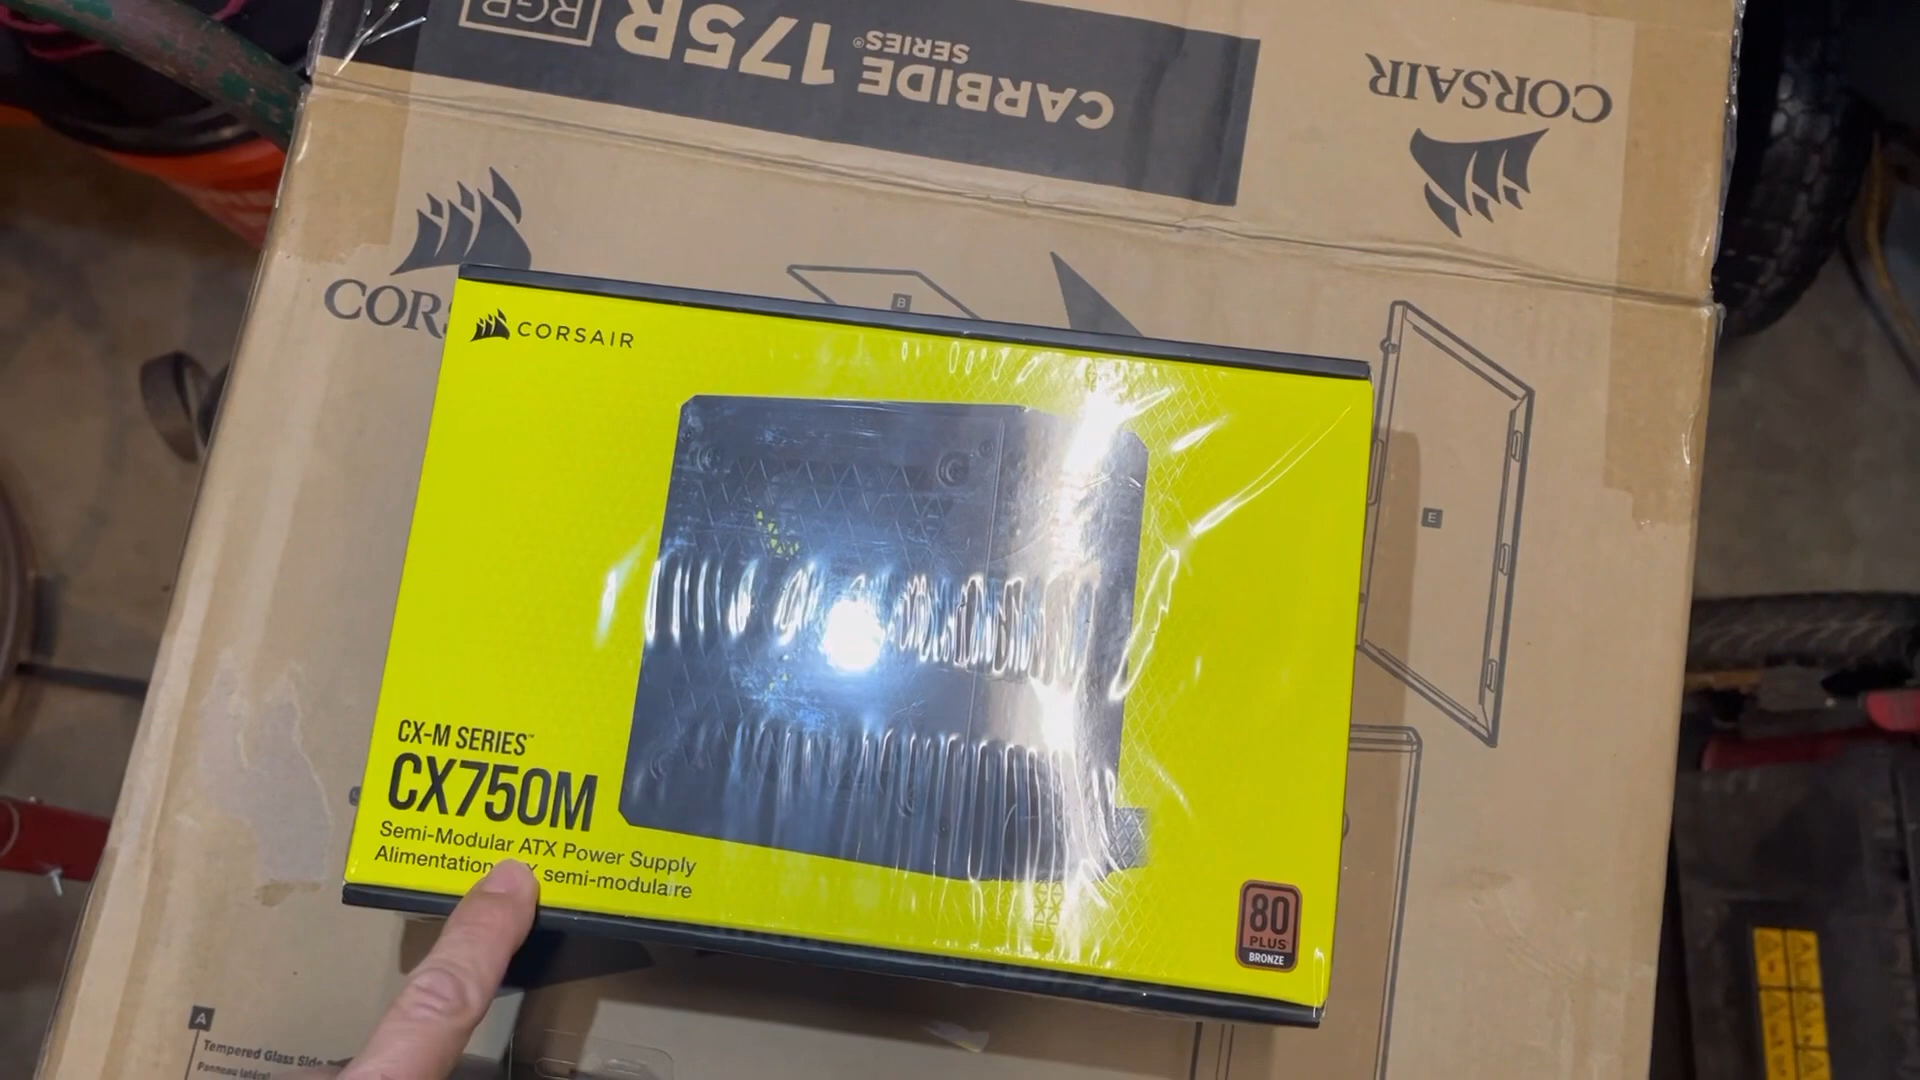 RGB
CARBIDE SERIES® 175R
CORSAIR
CORS
B
CORSAIR
E
CX-M SERIES™
CX750M
Semi-Modular ATX Power Supply
Alimentation semi-modulaire
80
PLUS
BRONZE
A
Tempered Glass Side
Panneau latéral